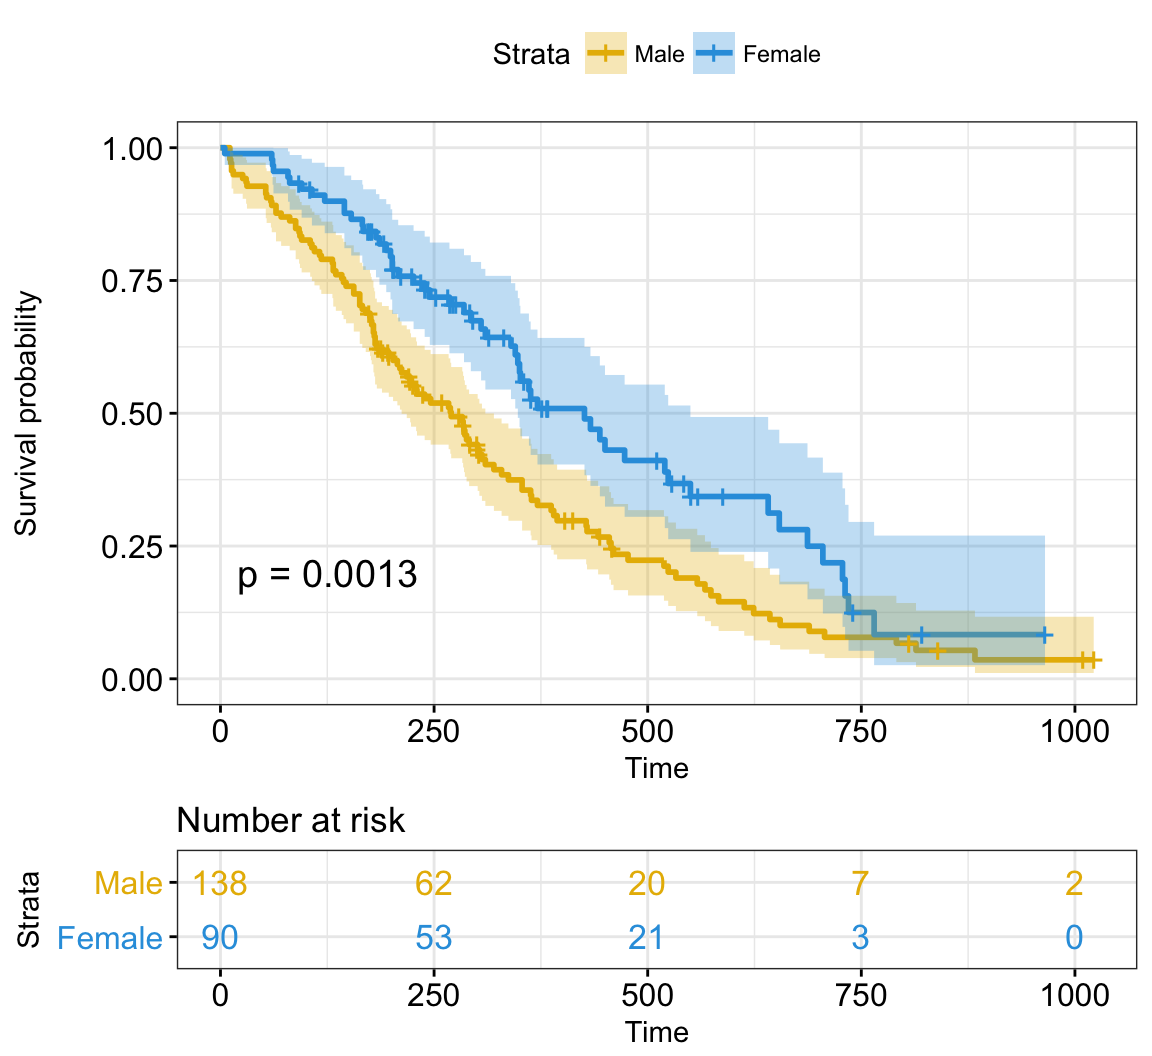 Strata Male Female
Survival probability
1.00
0.75
0.50
0.25
0.00
p = 0.0013
0 250 500 750 1000
Time
Number at risk
Strata
Male 138 62 20 7 2
Female 90 53 21 3 0
0 250 500 750 1000
Time